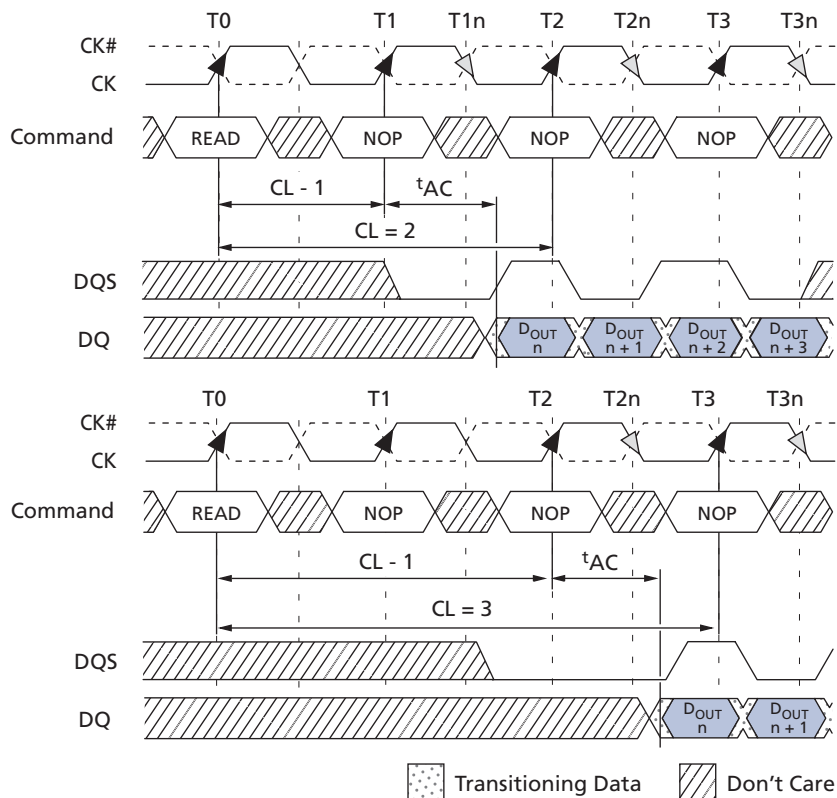 T0 T1 T1n T2 T2n T3 T3n
CK#
CK
Command READ NOP NOP NOP
CL - 1 tAC
CL = 2
DQS
DQ DOUT n DOUT n + 1 DOUT n + 2 DOUT n + 3
T0 T1 T2 T2n T3 T3n
CK#
CK
Command READ NOP NOP NOP
CL - 1 tAC
CL = 3
DQS
DQ DOUT n DOUT n + 1
Transitioning Data Don't Care